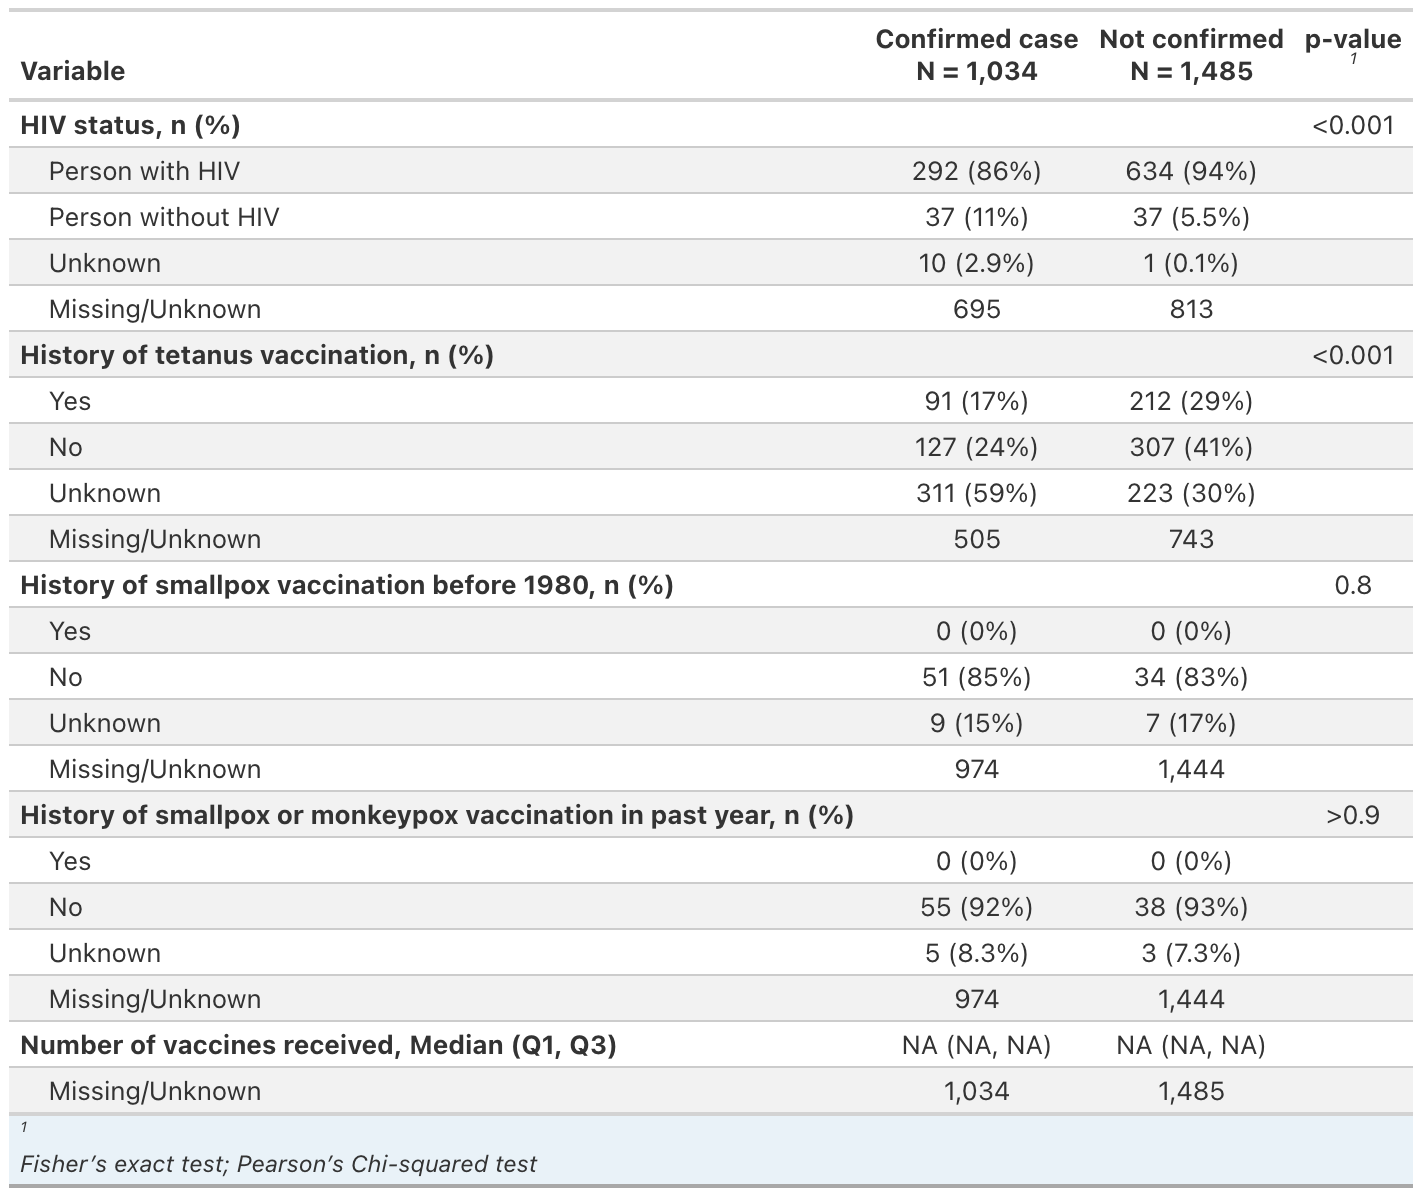 Variable Confirmed case N = 1,034 Not confirmed N = 1,485 p-value 1
HIV status, n (%) <0.001
Person with HIV 292 (86%) 634 (94%)
Person without HIV 37 (11%) 37 (5.5%)
Unknown 10 (2.9%) 1 (0.1%)
Missing/Unknown 695 813
History of tetanus vaccination, n (%) <0.001
Yes 91 (17%) 212 (29%)
No 127 (24%) 307 (41%)
Unknown 311 (59%) 223 (30%)
Missing/Unknown 505 743
History of smallpox vaccination before 1980, n (%) 0.8
Yes 0 (0%) 0 (0%)
No 51 (85%) 34 (83%)
Unknown 9 (15%) 7 (17%)
Missing/Unknown 974 1,444
History of smallpox or monkeypox vaccination in past year, n (%) >0.9
Yes 0 (0%) 0 (0%)
No 55 (92%) 38 (93%)
Unknown 5 (8.3%) 3 (7.3%)
Missing/Unknown 974 1,444
Number of vaccines received, Median (Q1, Q3) NA (NA, NA) NA (NA, NA)
Missing/Unknown 1,034 1,485
1
Fisher's exact test; Pearson's Chi-squared test